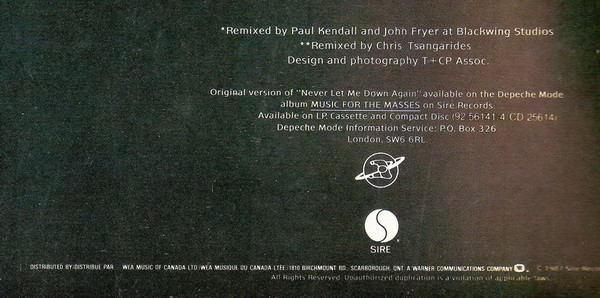 *Remixed by Paul Kendall and John Fryer at Blackwing Studios
**Remixed by Chris Tsangarides
Design and photography T+CP Assoc.
Original version of "Never Let Me Down Again" available on the Depeche Mode
album MUSIC FOR THE MASSES on Sire Records.
Available on LP, Cassette and Compact Disc (92 56141/4 CD 25614)
Depeche Mode Information Service: P.O. Box 326
London, SW6 6RL
SIRE
DISTRIBUTED BY/DISTRIBUE PAR WEA MUSIC OF CANADA LTD/WEA MUSIQUE DU CANADA LTÉE/1810 BIRCHMOUNT RD., SCARBOROUGH, ONT. A WARNER COMMUNICATIONS COMPANY © 1987 Sire
All Rights Reserved. Unauthorized duplication is a violation of applicable laws.